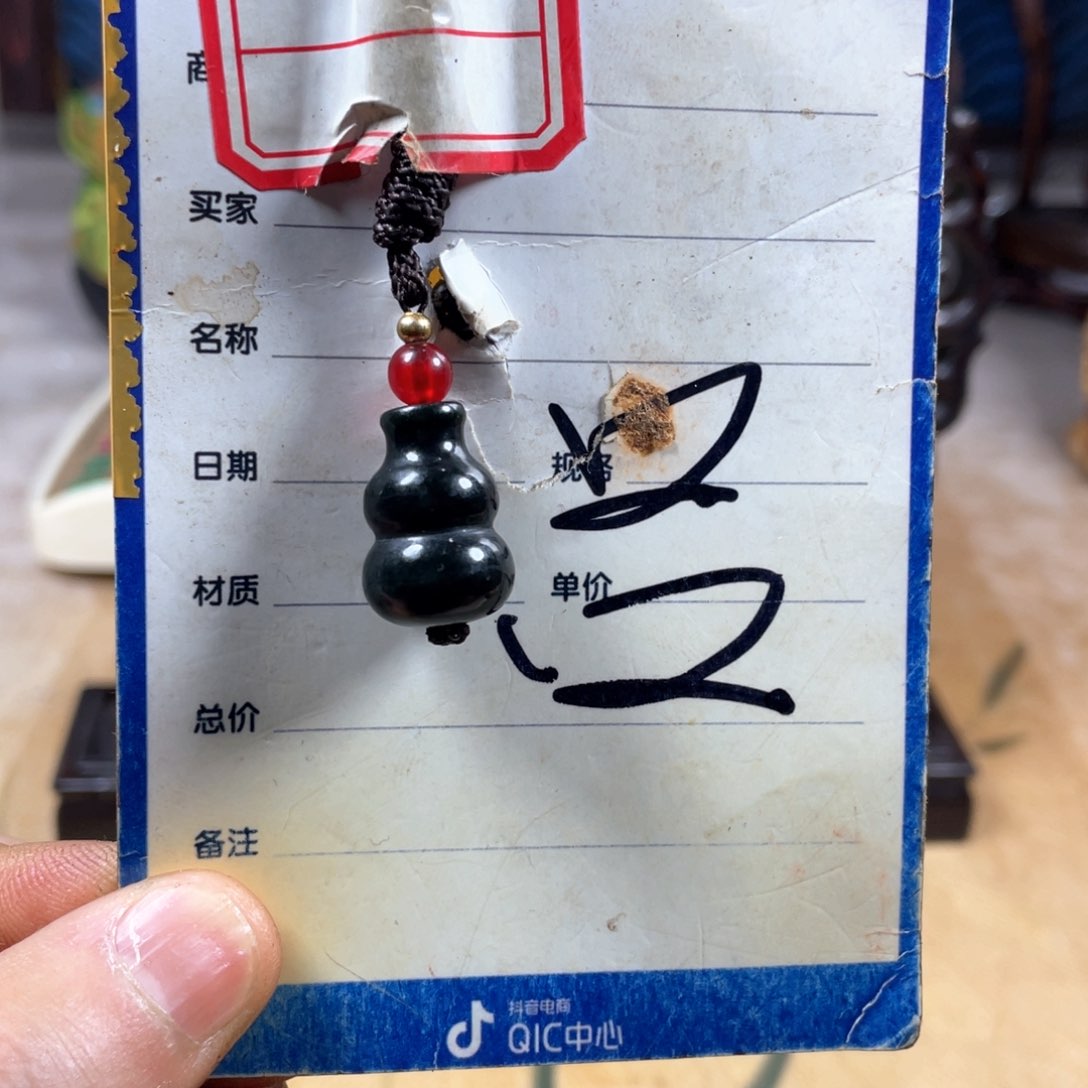 商
买家
名称
日期 规格
材质 单价
总价
备注
抖音电商
QIC中心